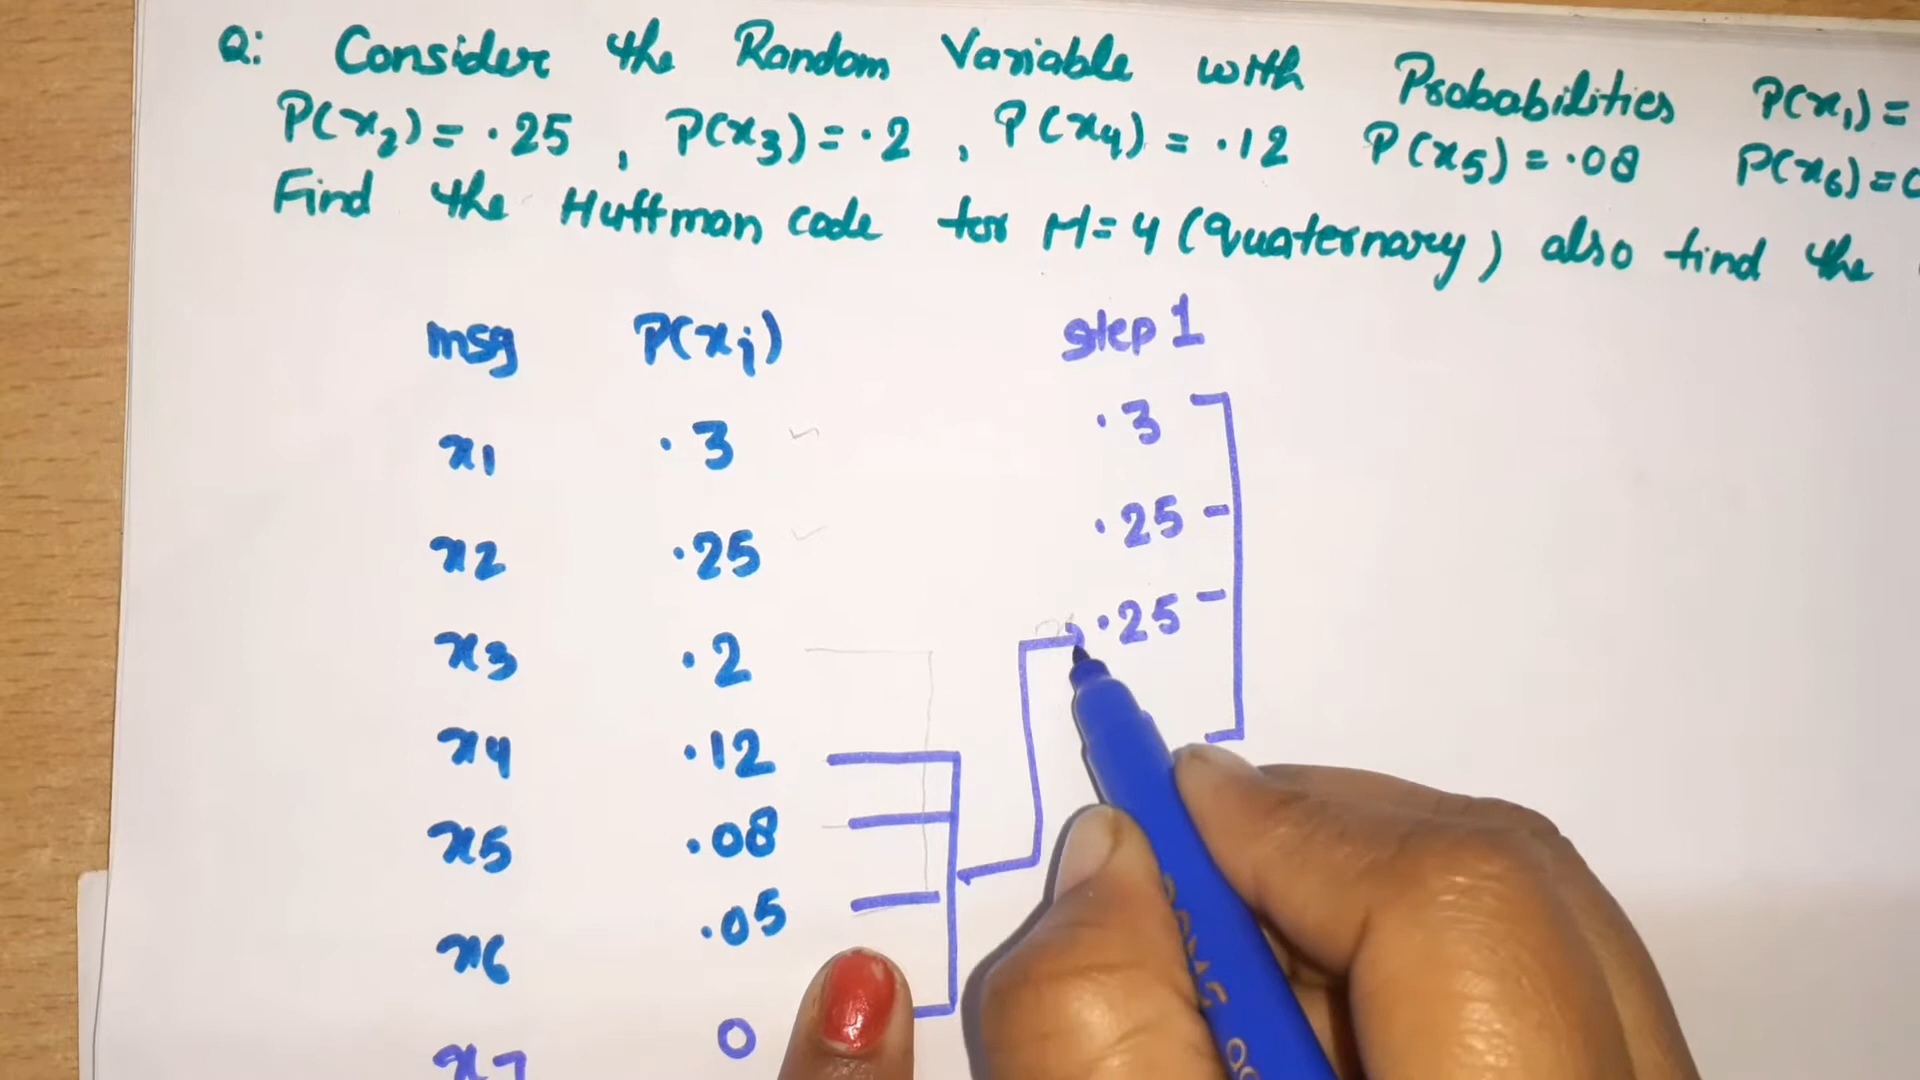 Q: Consider the Random Variable with Probabilities P(x1)=
P(x2)= .25 , P(x3)= .2 , P(x4) = .12 P(x5) = .08 P(x6)=0
Find the Huffman code for M=4 (Quaternary) also find the
msg P(xi) step 1
x1 .3 .3
x2 .25 .25
x3 .2 .25
x4 .12
x5 .08
x6 .05
x7 0